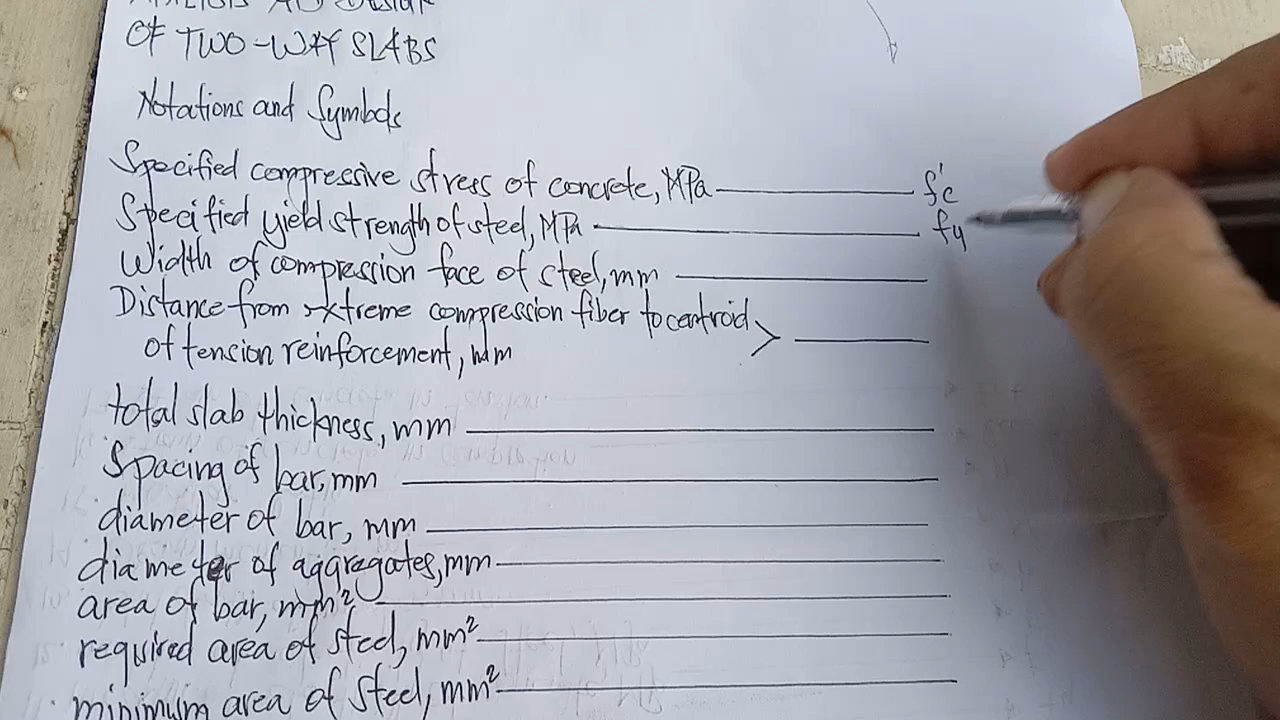 OF TWO-WAY SLABS
Notations and Symbols
Specified compressive stress of concrete, MPa f'c
Specified yield strength of steel, MPa fy
Width of compression face of steel, mm
Distance from extreme compression fiber to centroid
of tension reinforcement, mm
total slab thickness, mm
Spacing of bar, mm
diameter of bar, mm
diameter of aggregates, mm
area of bar, mm²
required area of steel, mm²
minimum area of steel, mm²